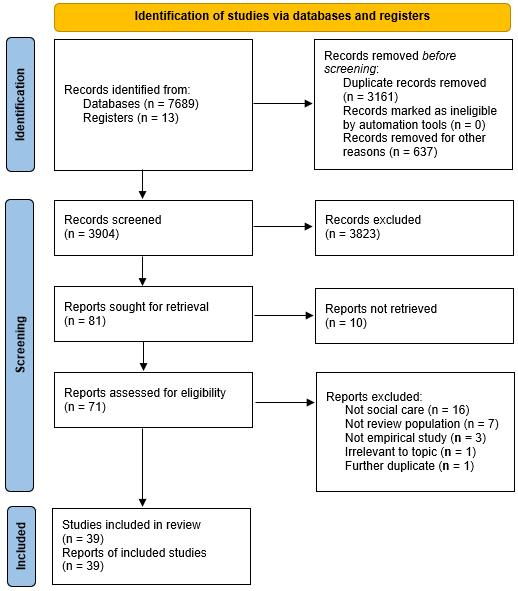 Identification of studies via databases and registers
Identification
Records identified from:
Databases (n = 7689)
Registers (n = 13)
Records removed before
screening:
Duplicate records removed
(n = 3161)
Records marked as ineligible
by automation tools (n = 0)
Records removed for other
reasons (n = 637)
Screening
Records screened
(n = 3904)
Records excluded
(n = 3823)
Reports sought for retrieval
(n = 81)
Reports not retrieved
(n = 10)
Reports assessed for eligibility
(n = 71)
Reports excluded:
Not social care (n = 16)
Not review population (n = 7)
Not empirical study (n = 3)
Irrelevant to topic (n = 1)
Further duplicate (n = 1)
Included
Studies included in review
(n = 39)
Reports of included studies
(n = 39)